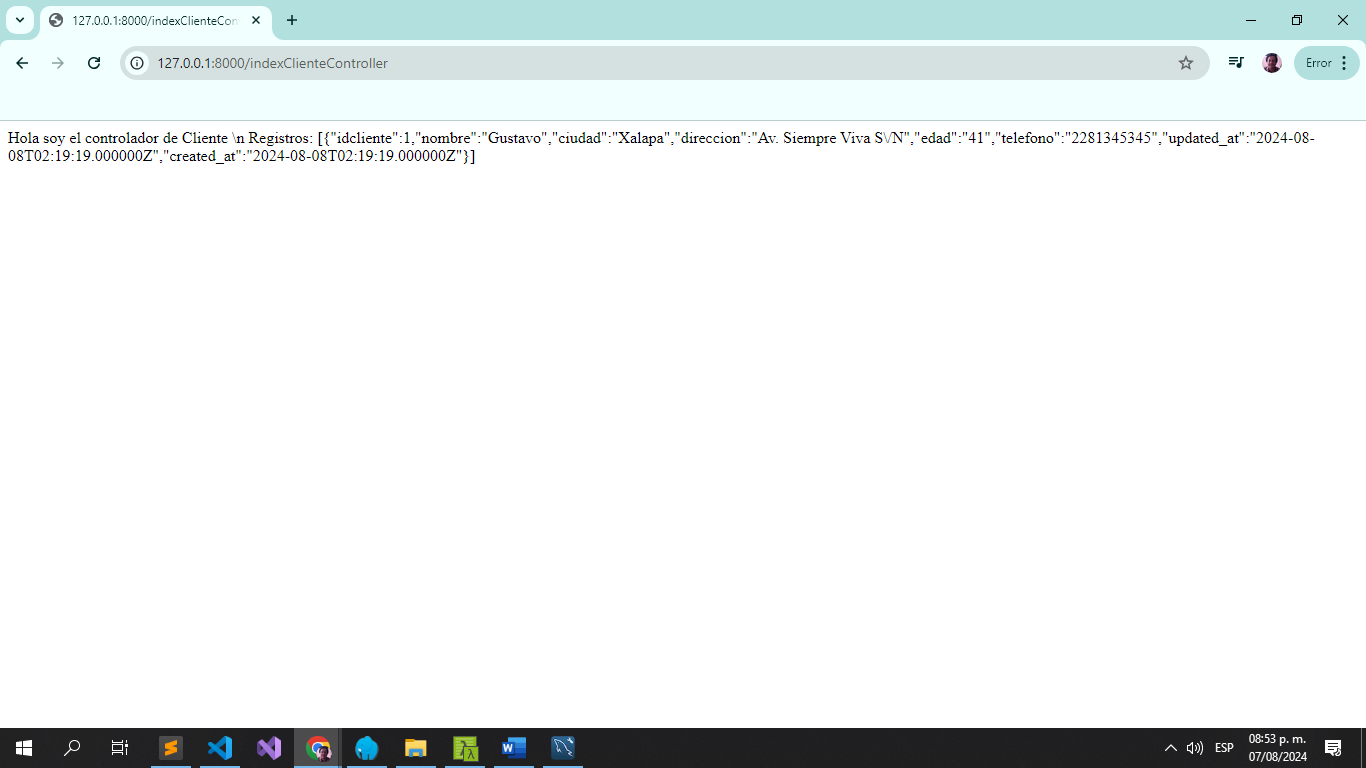 127.0.0.1:8000/indexClienteCon
127.0.0.1:8000/indexClienteController
Error
Hola soy el controlador de Cliente \n Registros: [{"idcliente":1,"nombre":"Gustavo","ciudad":"Xalapa","direccion":"Av. Siempre Viva S\/N","edad":"41","telefono":"2281345345","updated_at":"2024-08-
08T02:19:19.000000Z","created_at":"2024-08-08T02:19:19.000000Z"}]
ESP
08:53 p. m.
07/08/2024